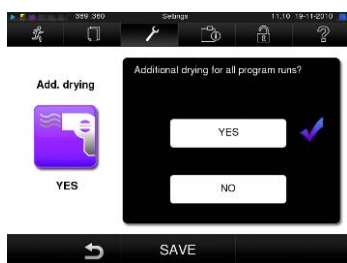 389 360 Settings 11.10 19-11-2010
Add. drying
YES
Additional drying for all program runs?
YES
NO
SAVE